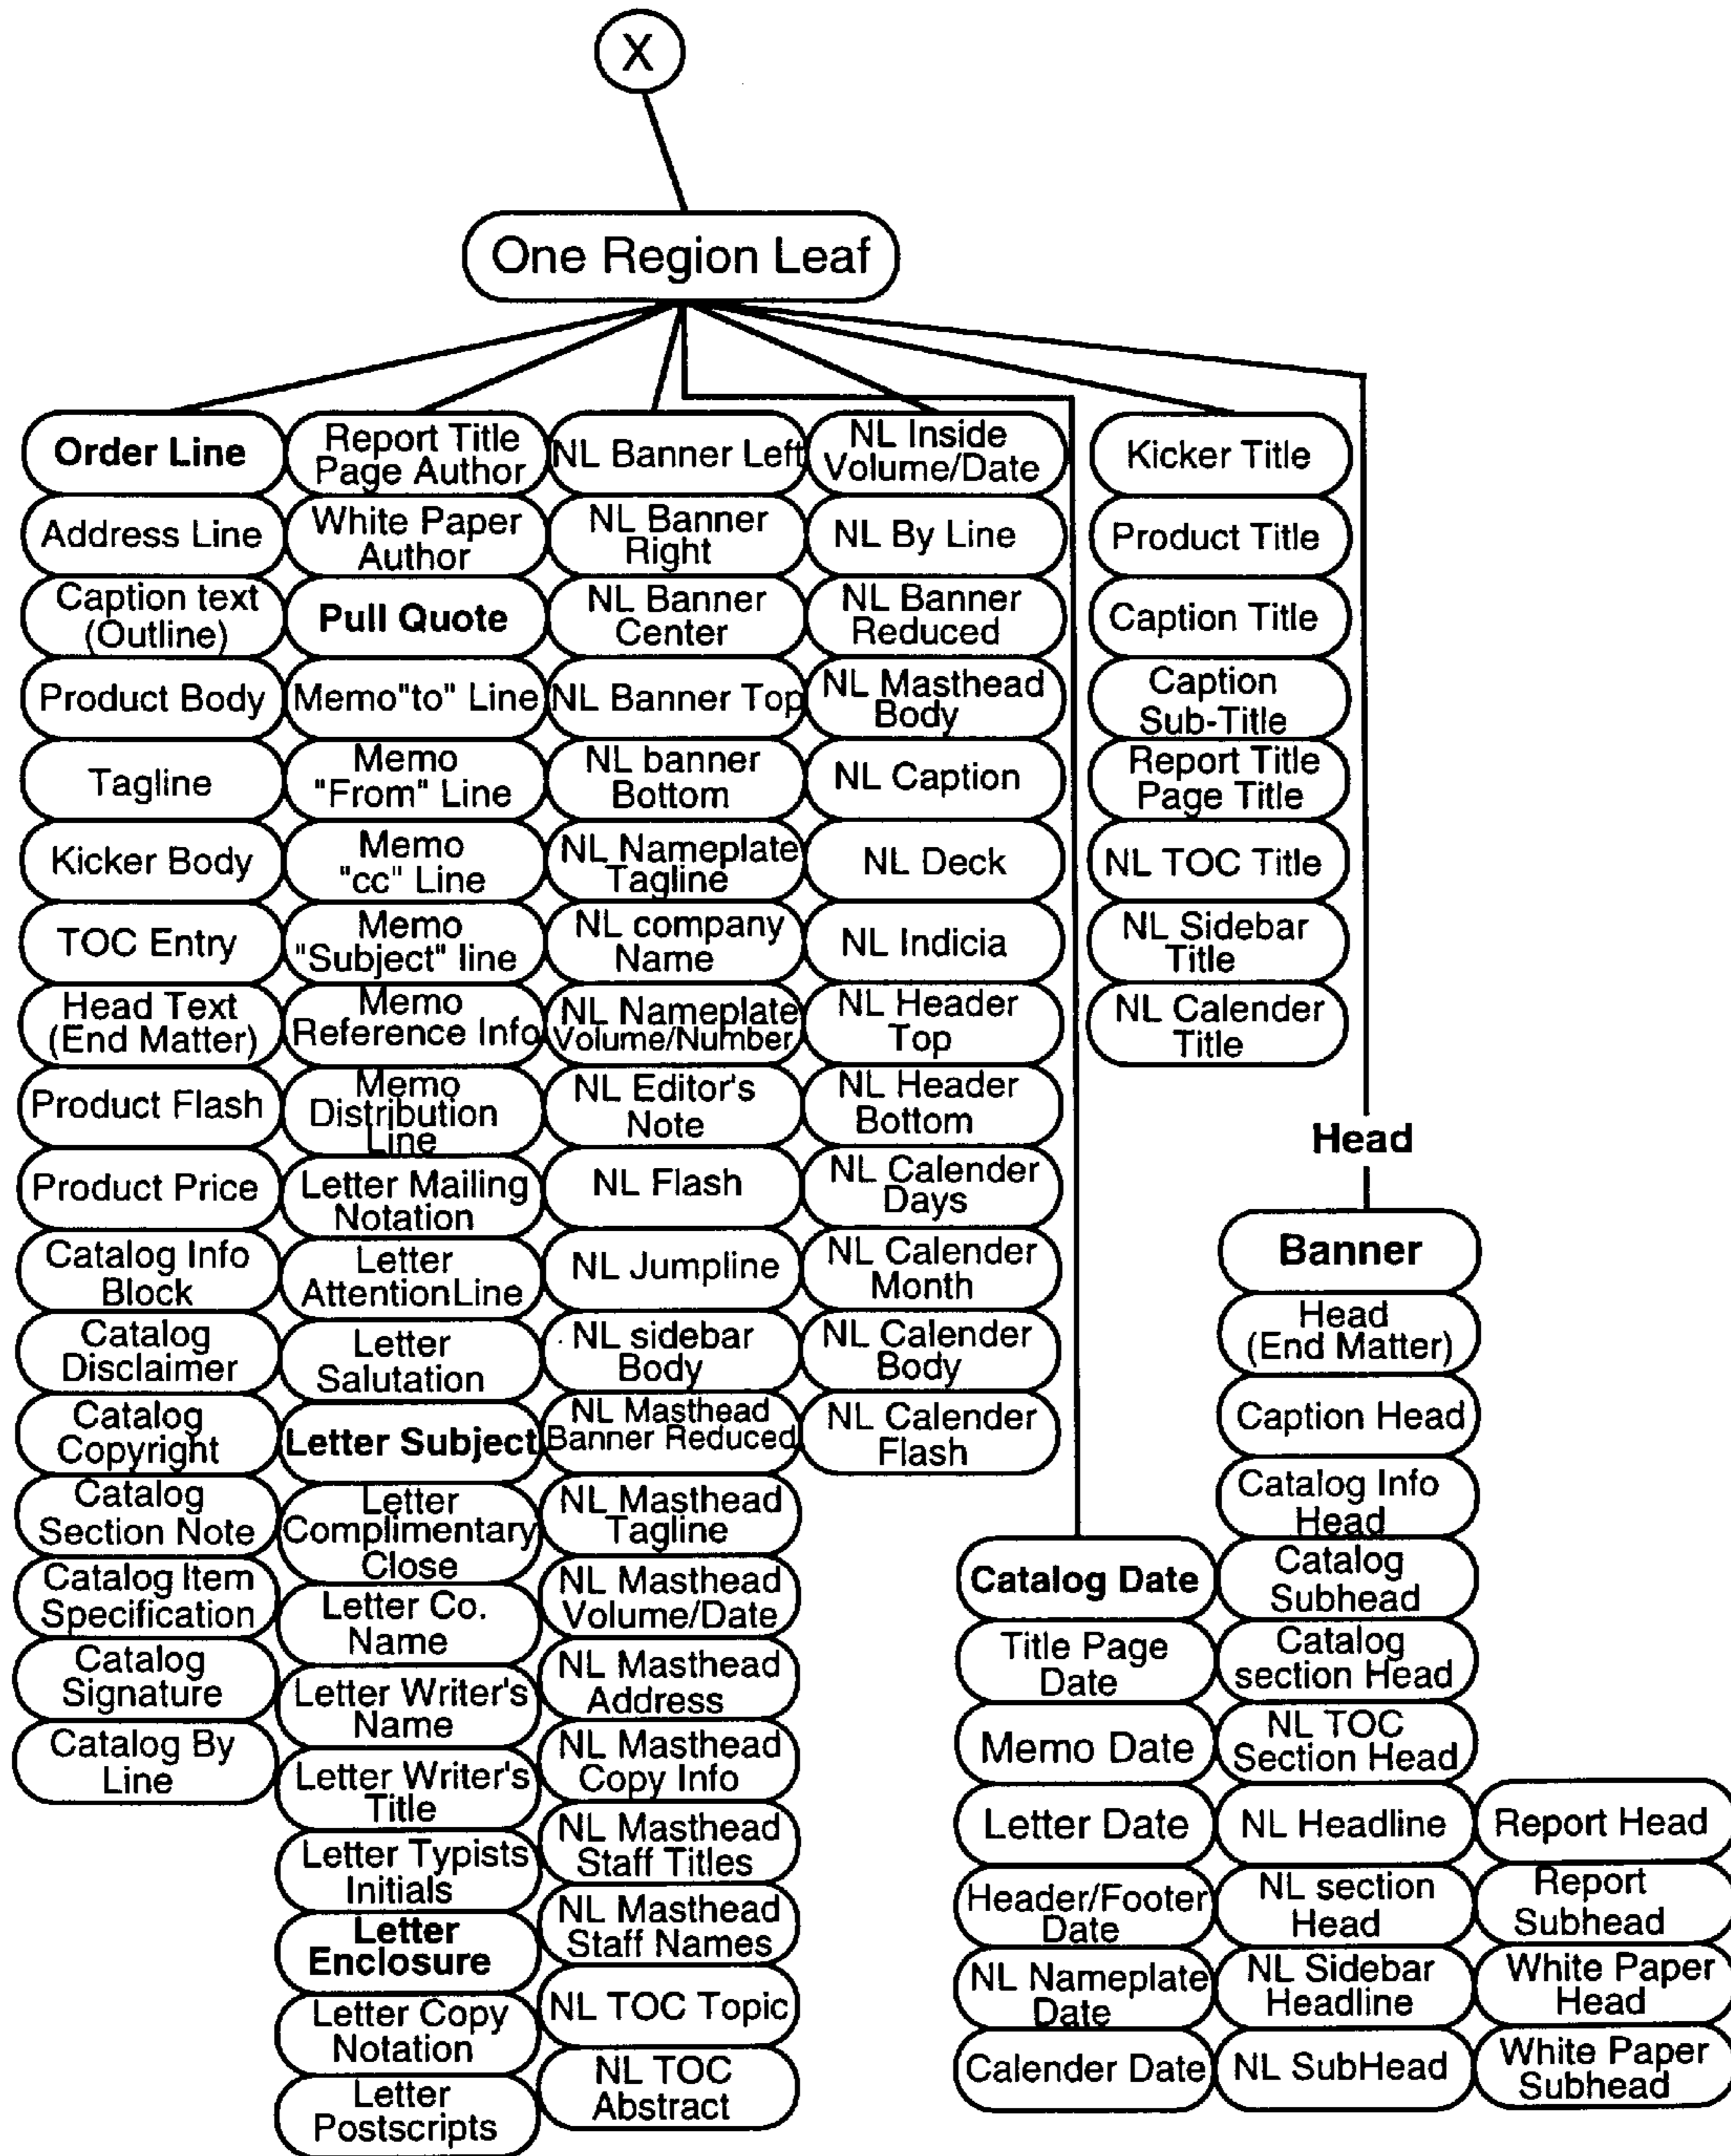 X
One Region Leaf
Order Line
Address Line
Caption text
(Outline)
Product Body
Tagline
Kicker Body
TOC Entry
Head Text
(End Matter)
Product Flash
Product Price
Catalog Info
Block
Catalog
Disclaimer
Catalog
Copyright
Catalog
Section Note
Catalog Item
Specification
Catalog
Signature
Catalog By
Line
Report Title
Page Author
White Paper
Author
Pull Quote
Memo"to" Line
Memo
"From" Line
Memo
"cc" Line
Memo
"Subject" line
Memo
Reference Info
Memo
Distribution
Line
Letter Mailing
Notation
Letter
AttentionLine
Letter
Salutation
Letter Subject
Letter
Complimentary
Close
Letter Co.
Name
Letter Writer's
Name
Letter Writer's
Title
Letter Typists
Initials
Letter
Enclosure
Letter Copy
Notation
Letter
Postscripts
NL Banner Left
NL Banner
Right
NL Banner
Center
NL Banner Top
NL banner
Bottom
NL Nameplate
Tagline
NL company
Name
NL Nameplate
Volume/Number
NL Editor's
Note
NL Flash
NL Jumpline
NL sidebar
Body
NL Masthead
Banner Reduced
NL Masthead
Tagline
NL Masthead
Volume/Date
NL Masthead
Address
NL Masthead
Copy Info
NL Masthead
Staff Titles
NL Masthead
Staff Names
NL TOC Topic
NL TOC
Abstract
NL Inside
Volume/Date
NL By Line
NL Banner
Reduced
NL Masthead
Body
NL Caption
NL Deck
NL Indicia
NL Header
Top
NL Header
Bottom
NL Calender
Days
NL Calender
Month
NL Calender
Body
NL Calender
Flash
Kicker Title
Product Title
Caption Title
Caption
Sub-Title
Report Title
Page Title
NL TOC Title
NL Sidebar
Title
NL Calender
Title
Catalog Date
Title Page
Date
Memo Date
Letter Date
Header/Footer
Date
NL Nameplate
Date
Calender Date
Head
Banner
Head
(End Matter)
Caption Head
Catalog Info
Head
Catalog
Subhead
Catalog
section Head
NL TOC
Section Head
NL Headline
NL section
Head
NL Sidebar
Headline
NL SubHead
Report Head
Report
Subhead
White Paper
Head
White Paper
Subhead